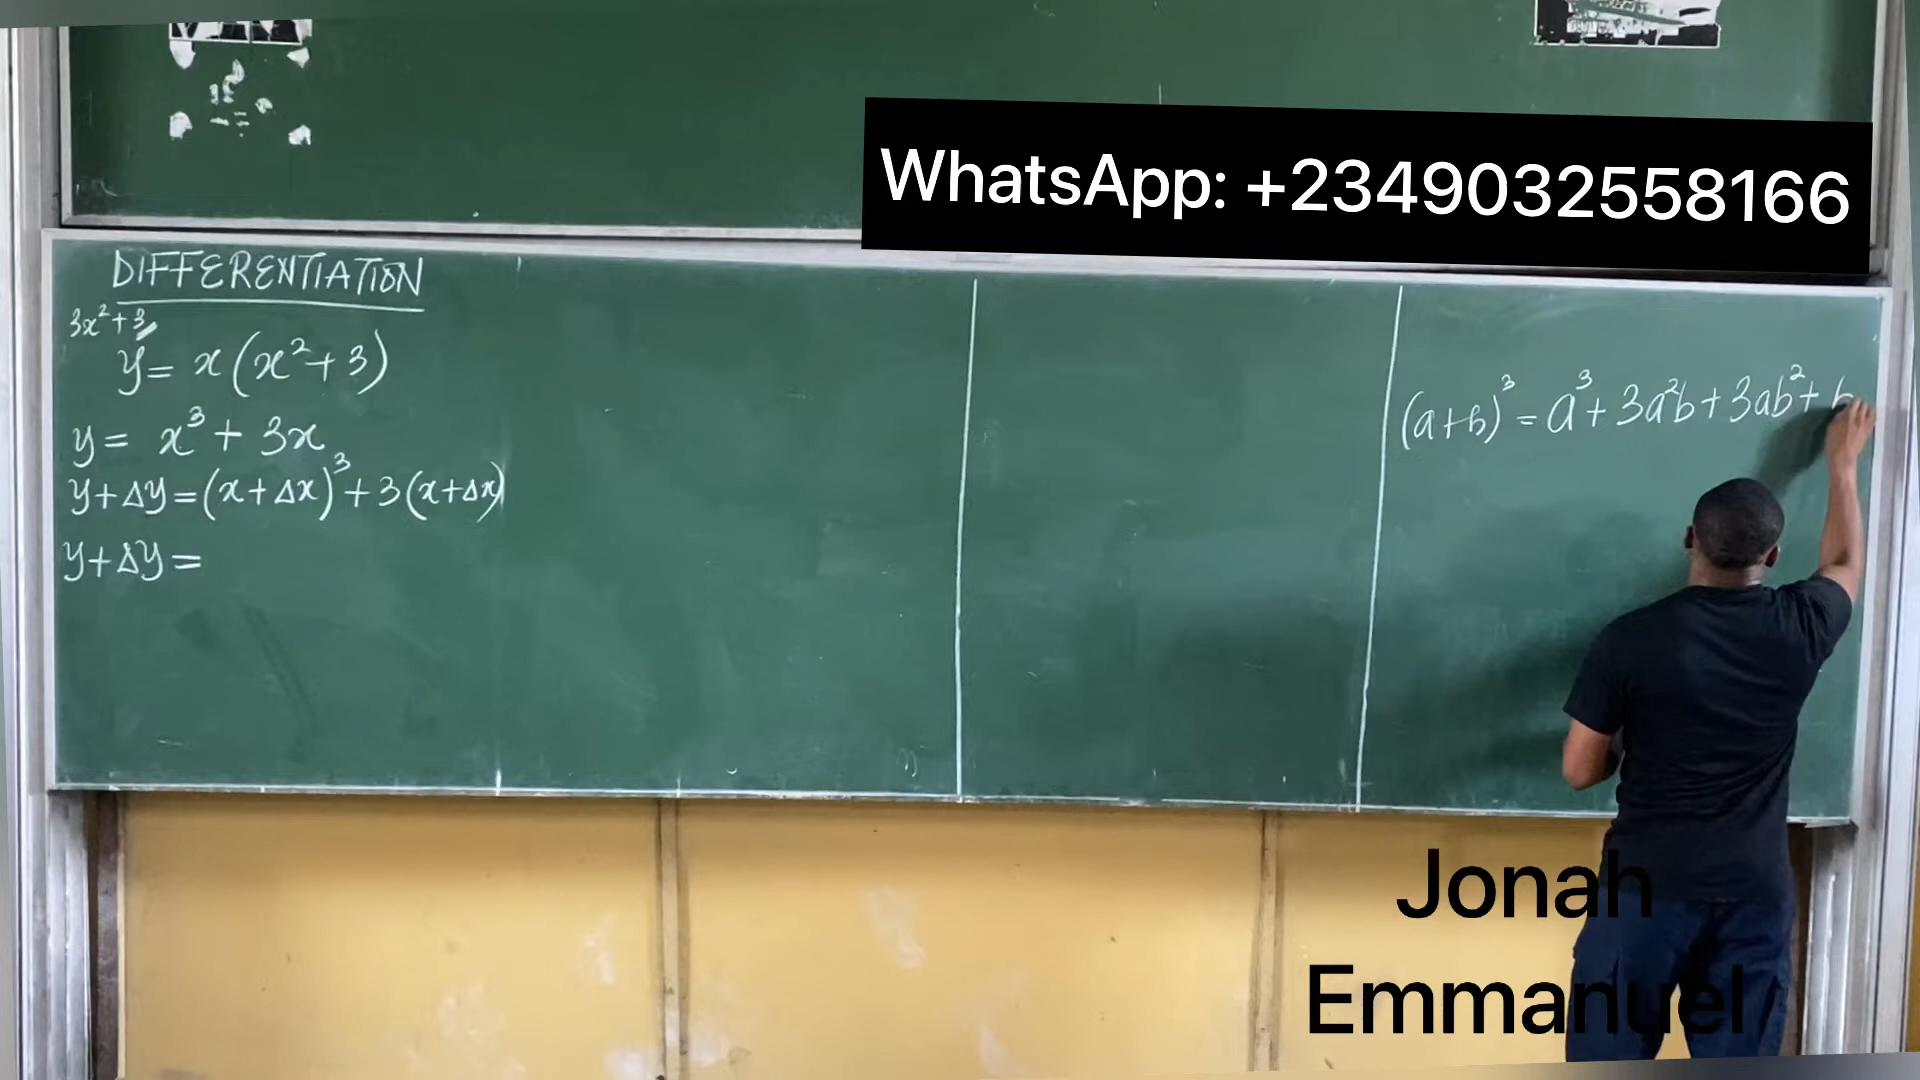 WhatsApp: +2349032558166
DIFFERENTIATION
3x²+3
y = x(x²+3)
y = x³ + 3x
y+Δy=(x+Δx)³+3(x+Δx)
y+Δy=
(a+b)³ = a³+3a²b+3ab²+b
Jonah
Emmanuel